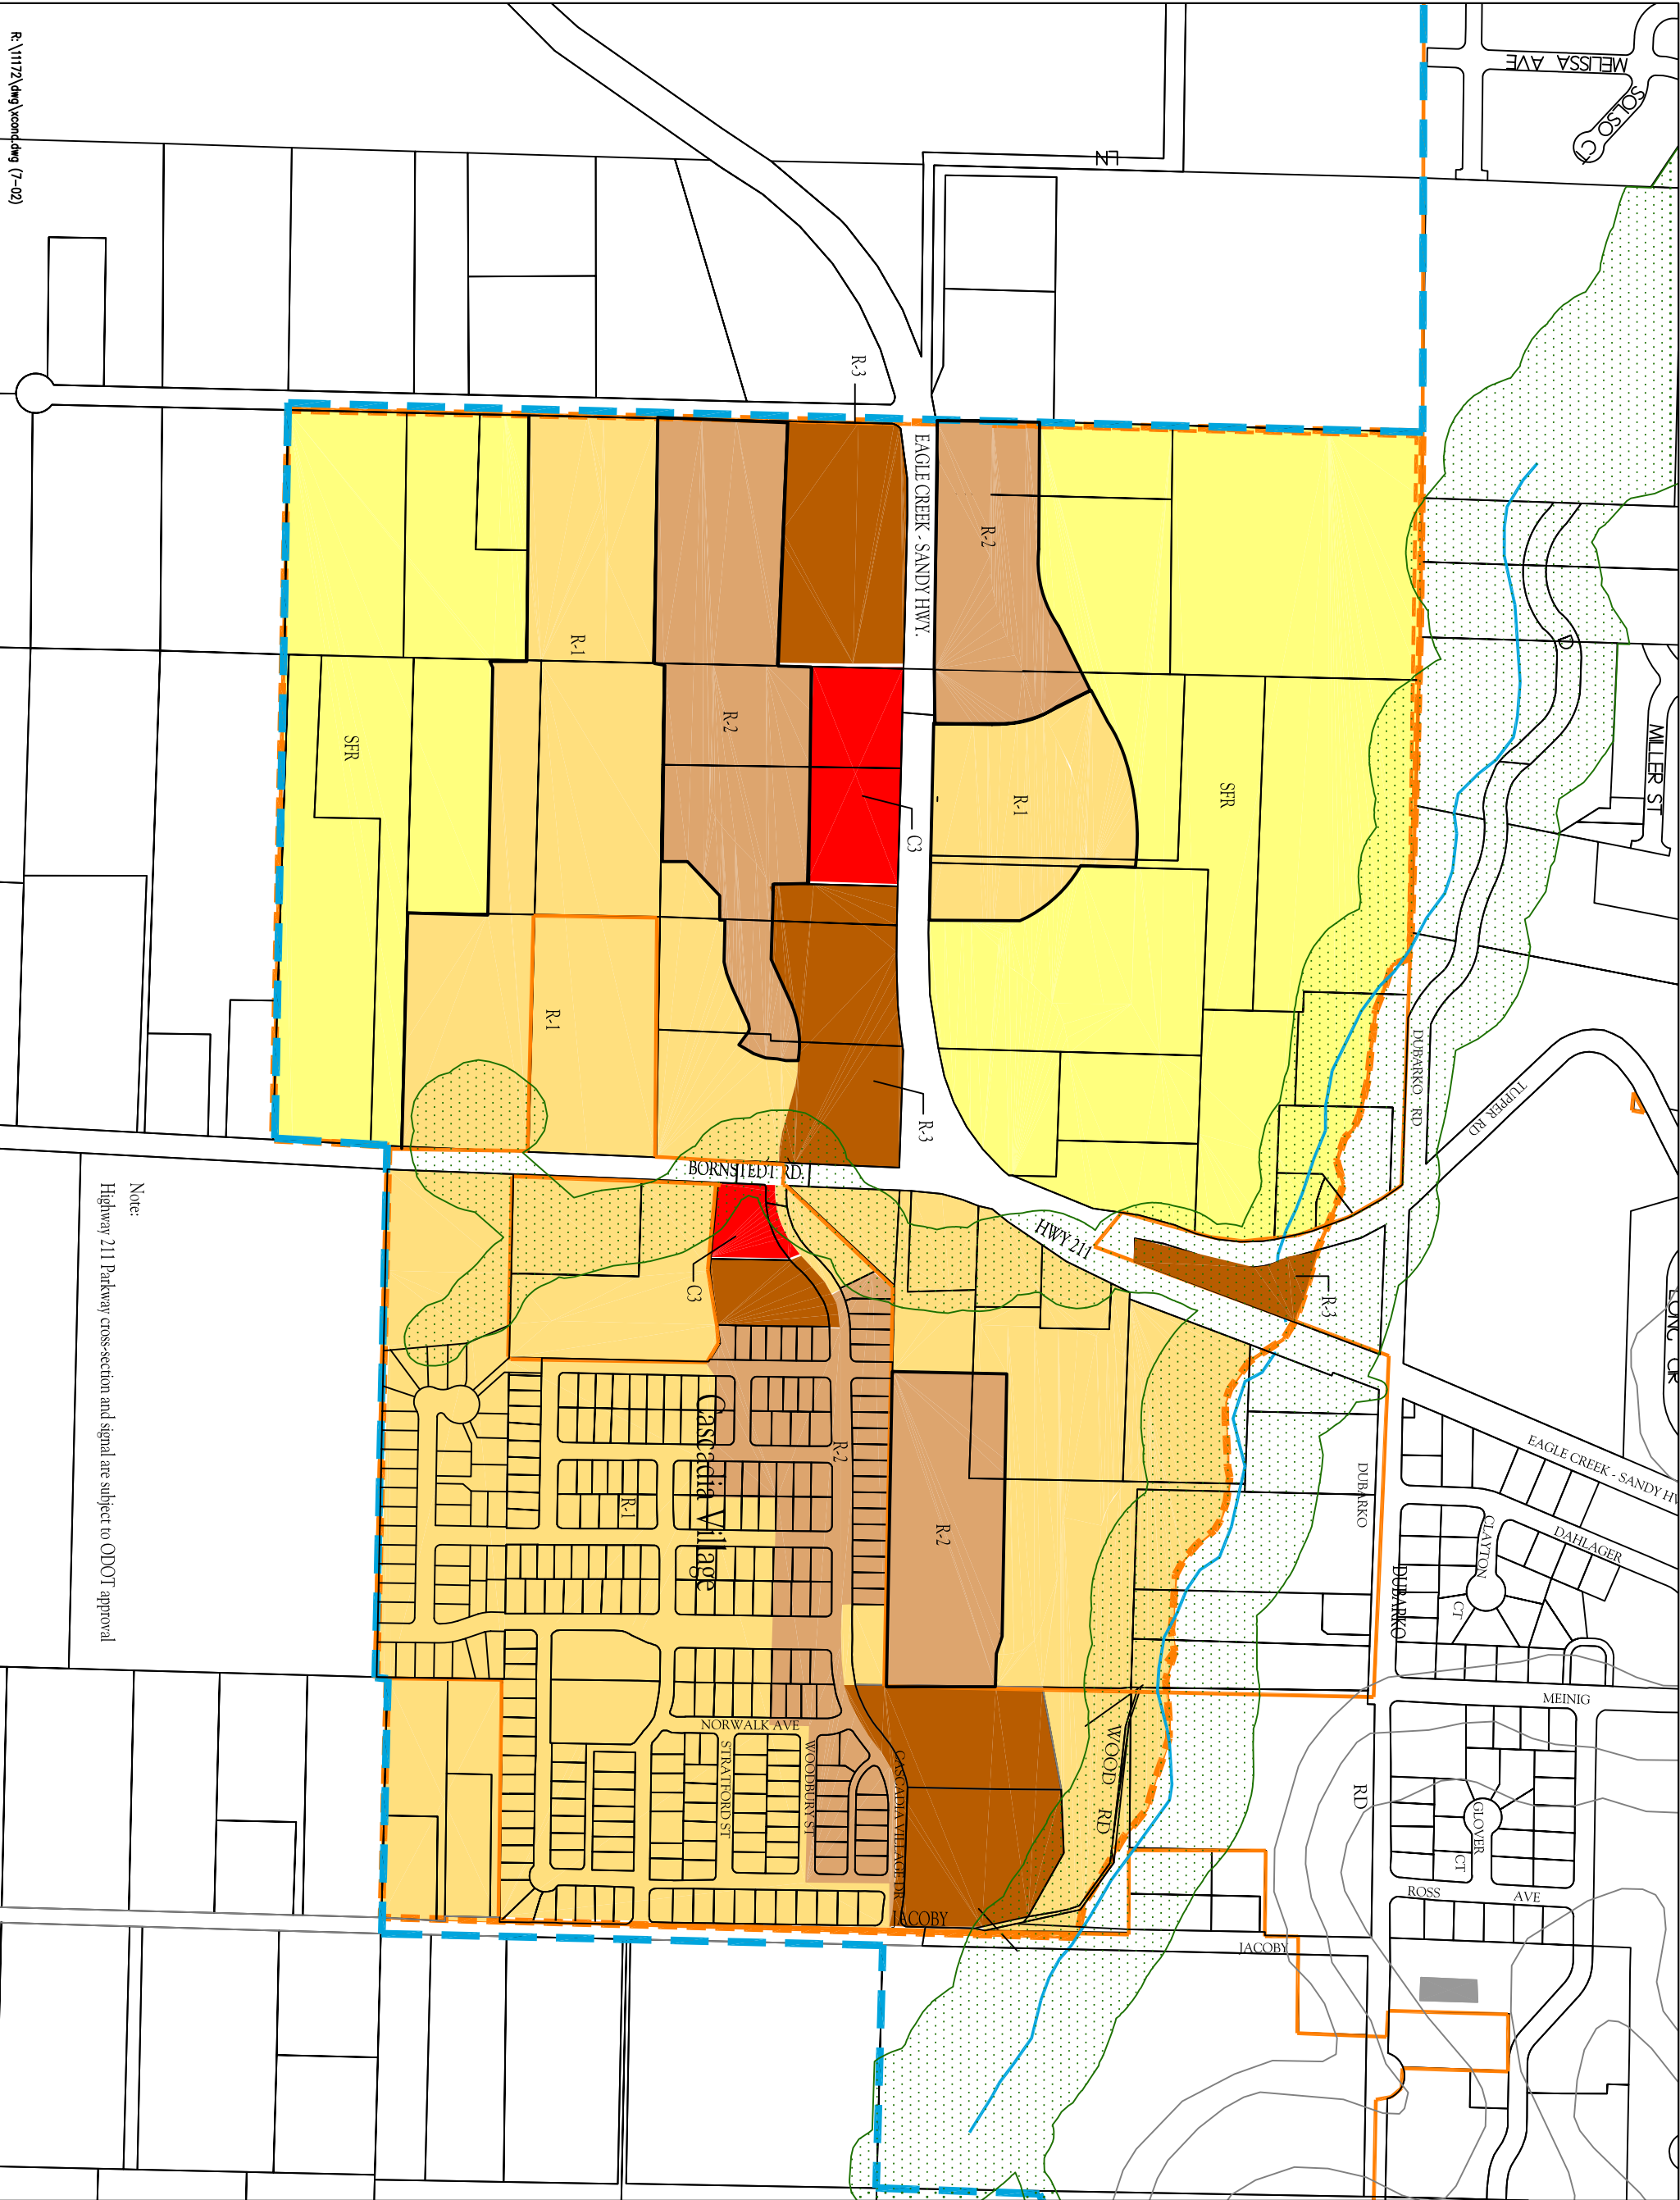 MELISSA AVE
SOLSO CT
LN
D
MILLER ST
DUBARKO RD
TUPPER RD
R-3
EAGLE CREEK - SANDY HWY.
R-2
R-1
SFR
C3
R-1
R-2
SFR
R-1
R-3
BORNSTEDT RD.
HWY 211
R-3
C3
EAGLE CREEK - SANDY HW
DAHLAGER
CLAYTON
CT
DUBARKO
DUBARKO
RD
MEINIG
GLOVER
CT
ROSS AVE
R-2
R-2
R-1
Cascadia Village
NORWALK AVE
STRATFORD ST
WOODBURY ST
CASCADIA VILLAGE DR
WOOD RD
JACOBY
JACOBY
Note:
Highway 211 Parkway cross-section and signal are subject to ODOT approval
R:\11172\dwg\xcond.dwg (7-02)